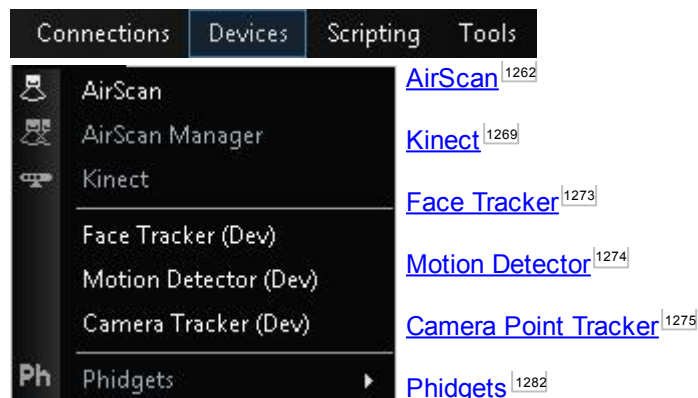 Connections Devices Scripting Tools
AirScan
AirScan Manager
Kinect
Face Tracker (Dev)
Motion Detector (Dev)
Camera Tracker (Dev)
Ph Phidgets
AirScan 1262
Kinect 1269
Face Tracker 1273
Motion Detector 1274
Camera Point Tracker 1275
Phidgets 1282